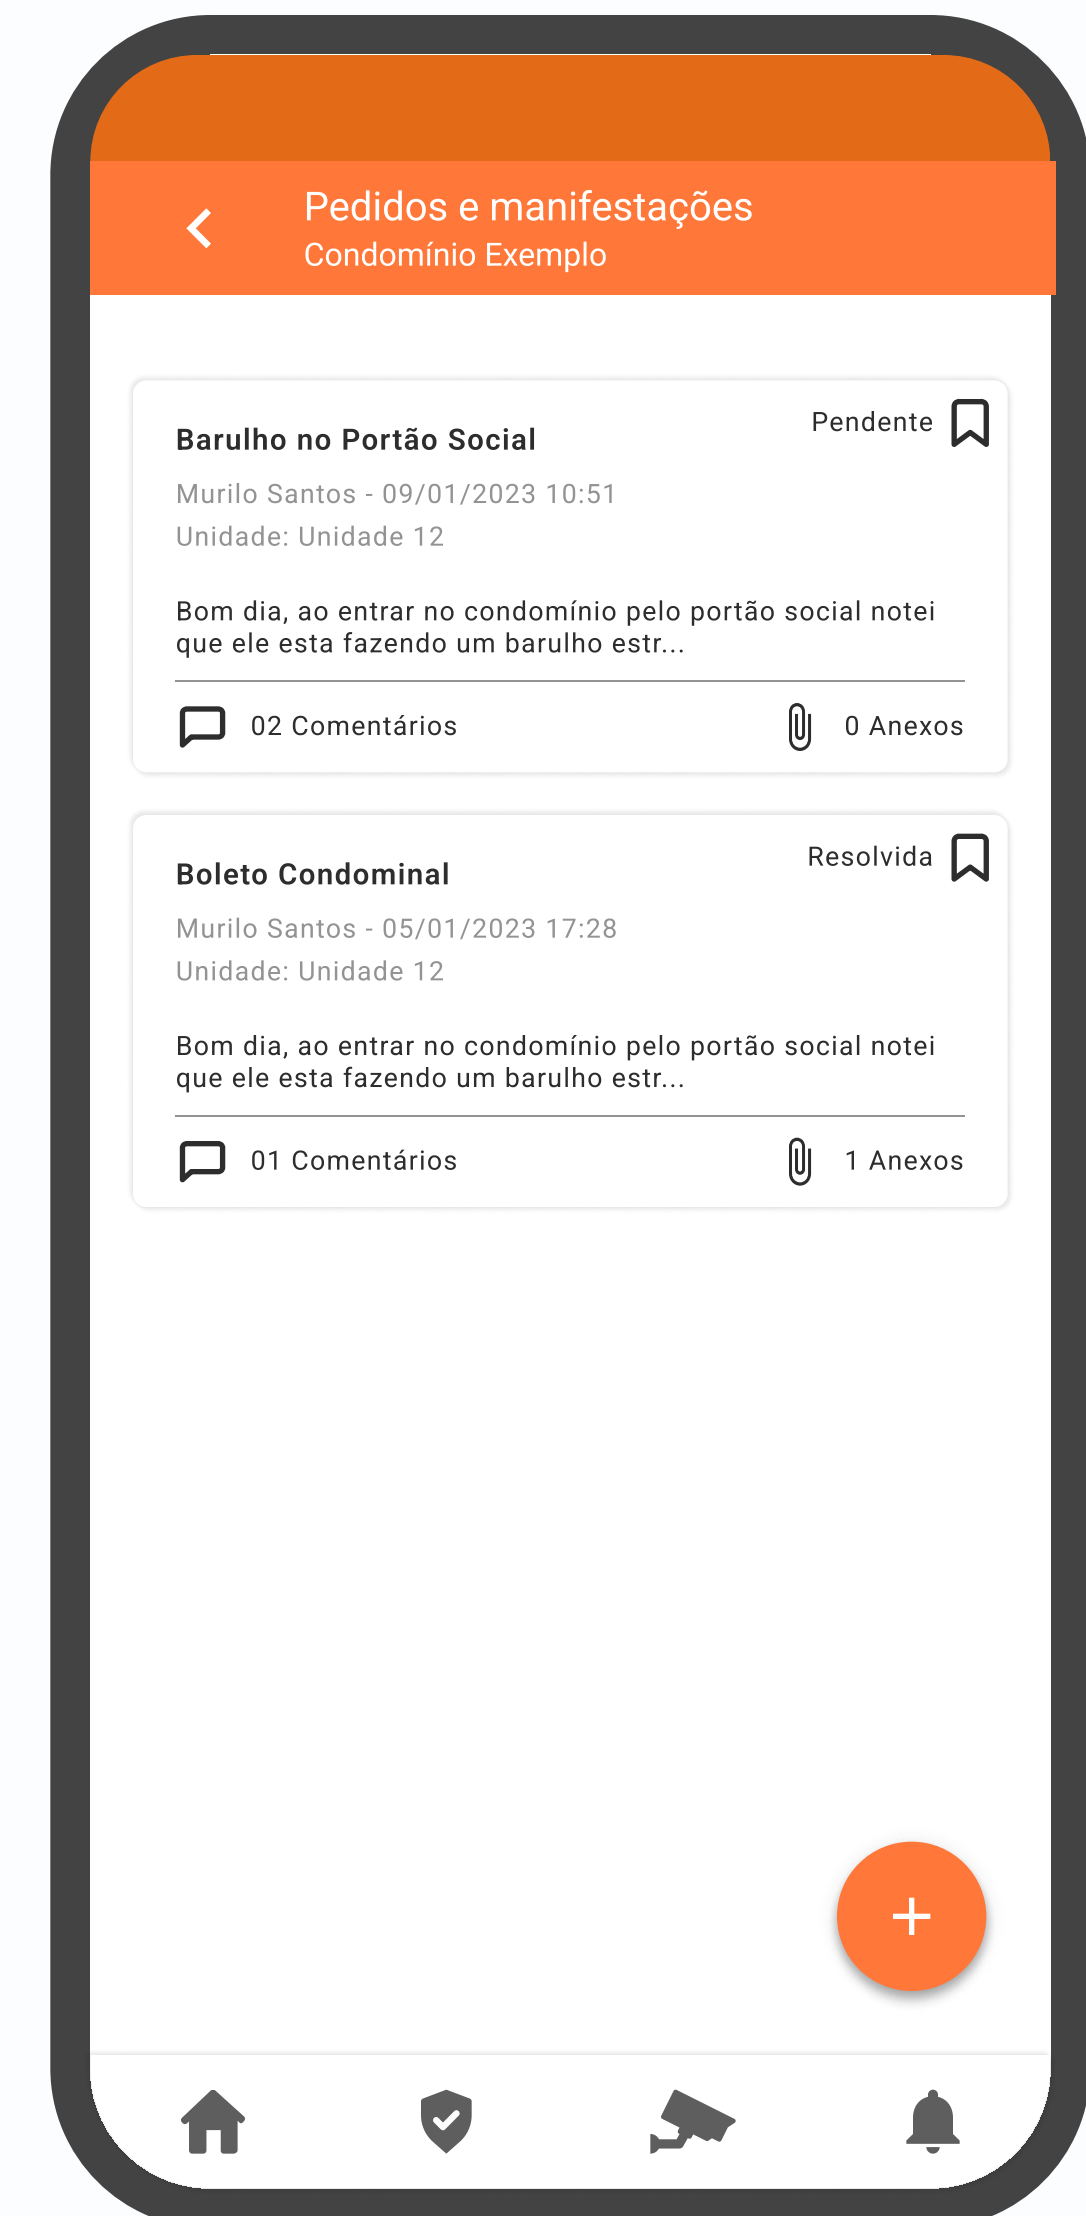 Pedidos e manifestações
Condomínio Exemplo
Pendente
Barulho no Portão Social
Murilo Santos - 09/01/2023 10:51
Unidade: Unidade 12
Bom dia, ao entrar no condomínio pelo portão social notei
que ele esta fazendo um barulho estr...
02 Comentários
0 Anexos
Resolvida
Boleto Condominal
Murilo Santos - 05/01/2023 17:28
Unidade: Unidade 12
Bom dia, ao entrar no condomínio pelo portão social notei
que ele esta fazendo um barulho estr...
01 Comentários
1 Anexos